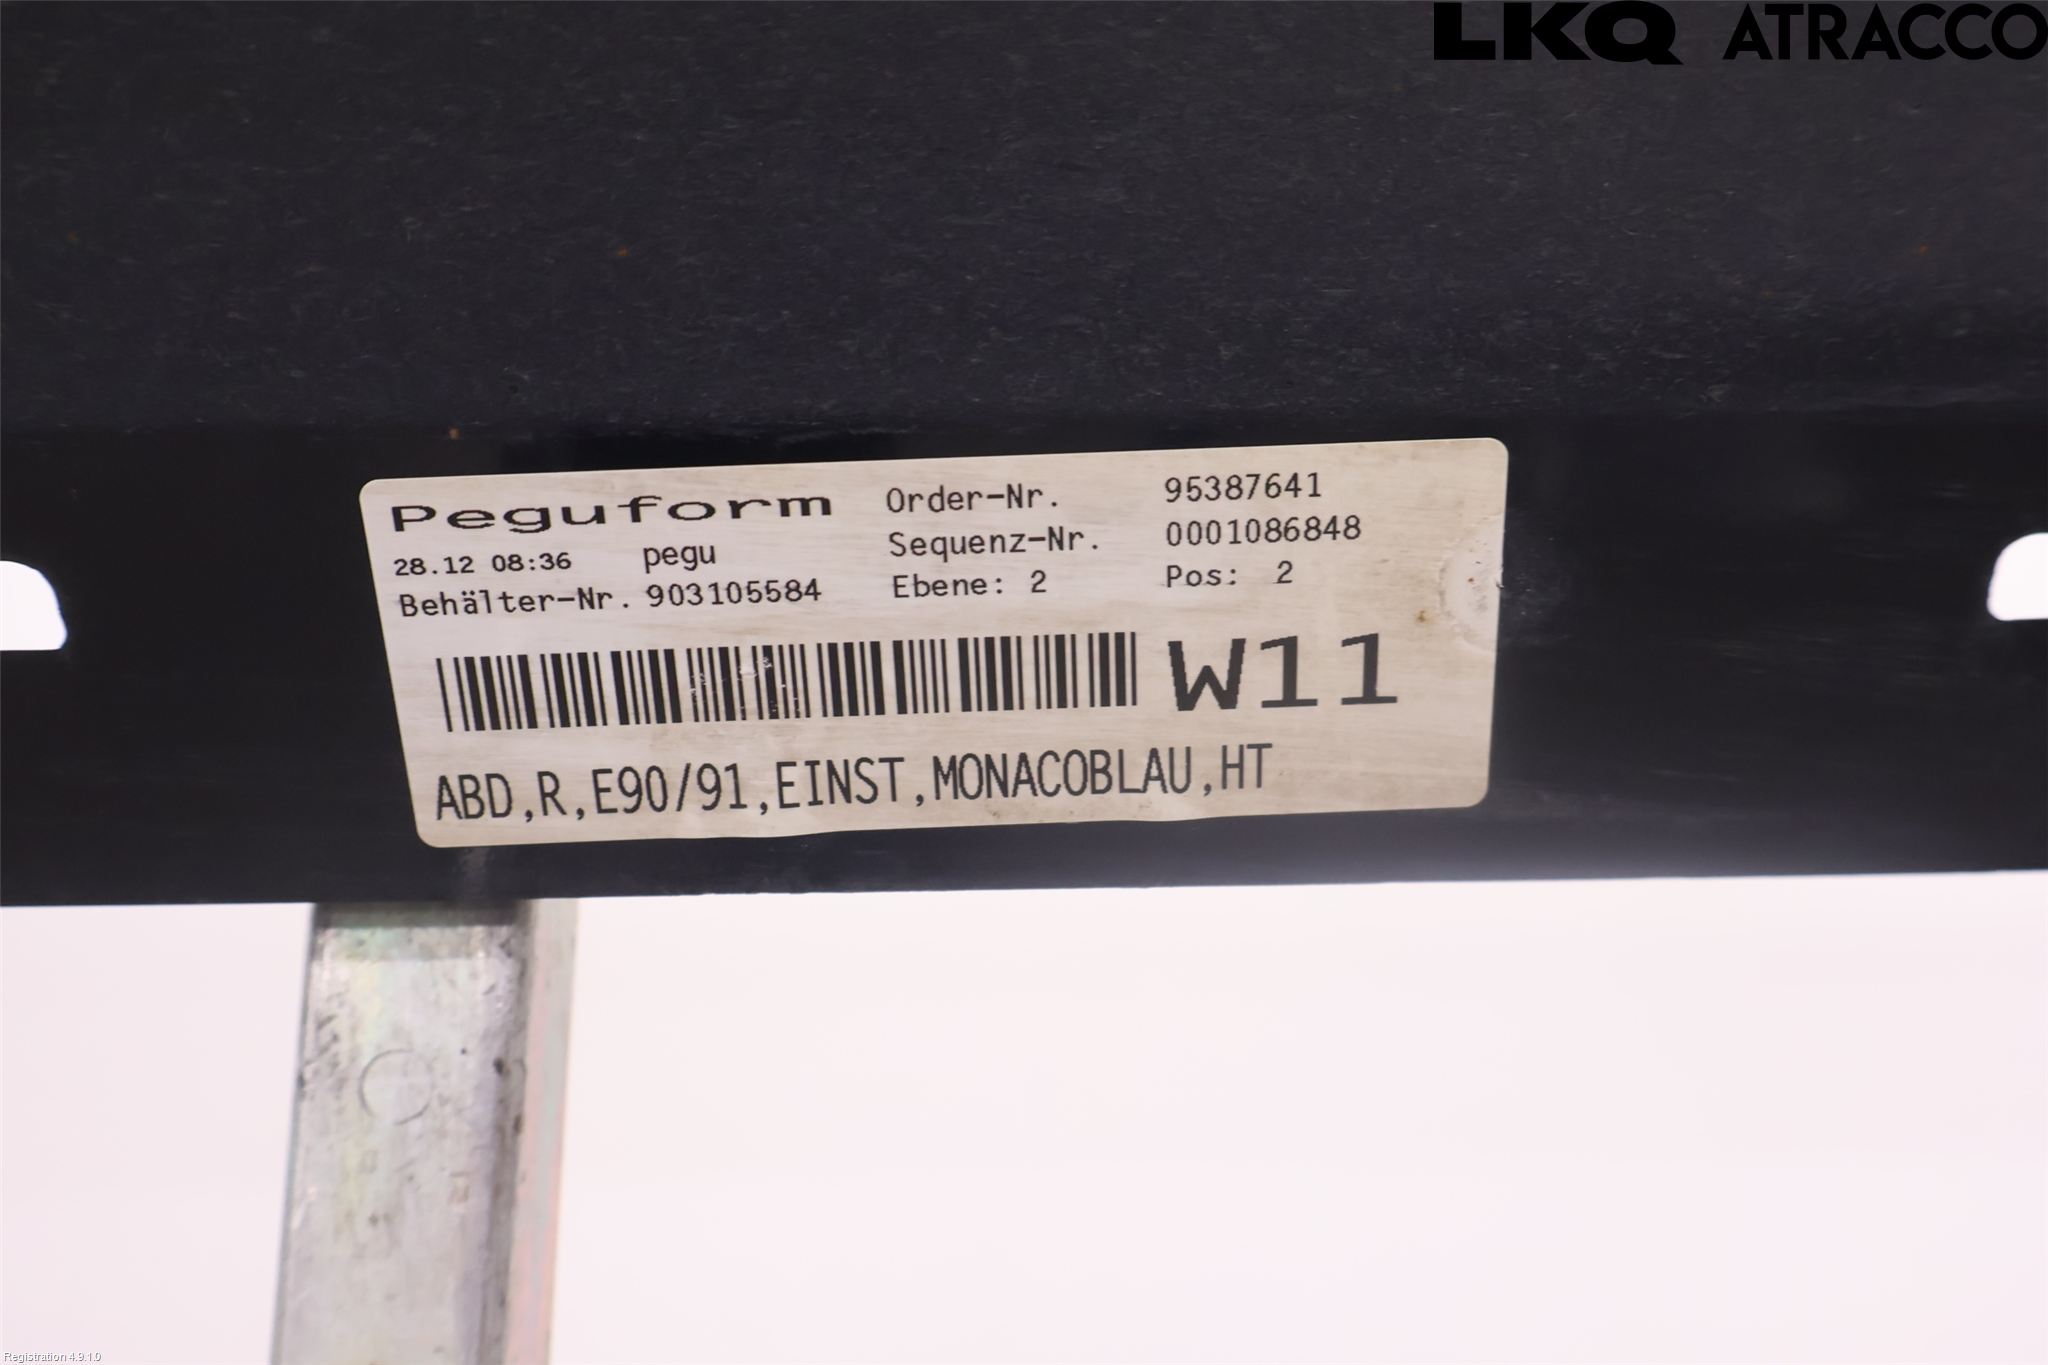 LKQ ATRACCO
Peguform
28.12 08:36 pegu
Behälter-Nr. 903105584
Order-Nr. 95387641
Sequenz-Nr. 0001086848
Ebene: 2 Pos: 2
W11
ABD,R,E90/91,EINST,MONACOBLAU,HT
Registration 4.9.1.0